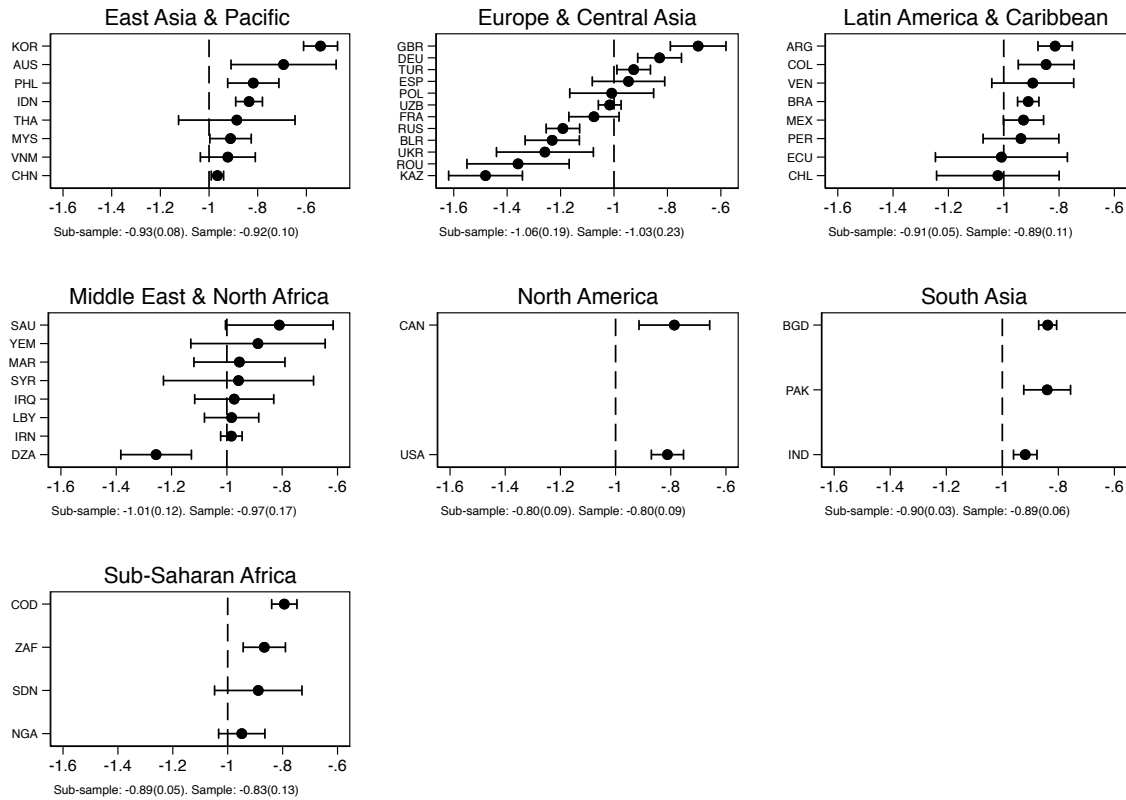 East Asia & Pacific
KOR
AUS
PHL
IDN
THA
MYS
VNM
CHN
-1.6 -1.4 -1.2 -1 -.8 -.6
Sub-sample: -0.93(0.08). Sample: -0.92(0.10)
Europe & Central Asia
GBR
DEU
TUR
ESP
POL
UZB
FRA
RUS
BLR
UKR
ROU
KAZ
-1.6 -1.4 -1.2 -1 -.8 -.6
Sub-sample: -1.06(0.19). Sample: -1.03(0.23)
Latin America & Caribbean
ARG
COL
VEN
BRA
MEX
PER
ECU
CHL
-1.6 -1.4 -1.2 -1 -.8 -.6
Sub-sample: -0.91(0.05). Sample: -0.89(0.11)
Middle East & North Africa
SAU
YEM
MAR
SYR
IRQ
LBY
IRN
DZA
-1.6 -1.4 -1.2 -1 -.8 -.6
Sub-sample: -1.01(0.12). Sample: -0.97(0.17)
North America
CAN
USA
-1.6 -1.4 -1.2 -1 -.8 -.6
Sub-sample: -0.80(0.09). Sample: -0.80(0.09)
South Asia
BGD
PAK
IND
-1.6 -1.4 -1.2 -1 -.8 -.6
Sub-sample: -0.90(0.03). Sample: -0.89(0.06)
Sub-Saharan Africa
COD
ZAF
SDN
NGA
-1.6 -1.4 -1.2 -1 -.8 -.6
Sub-sample: -0.89(0.05). Sample: -0.83(0.13)